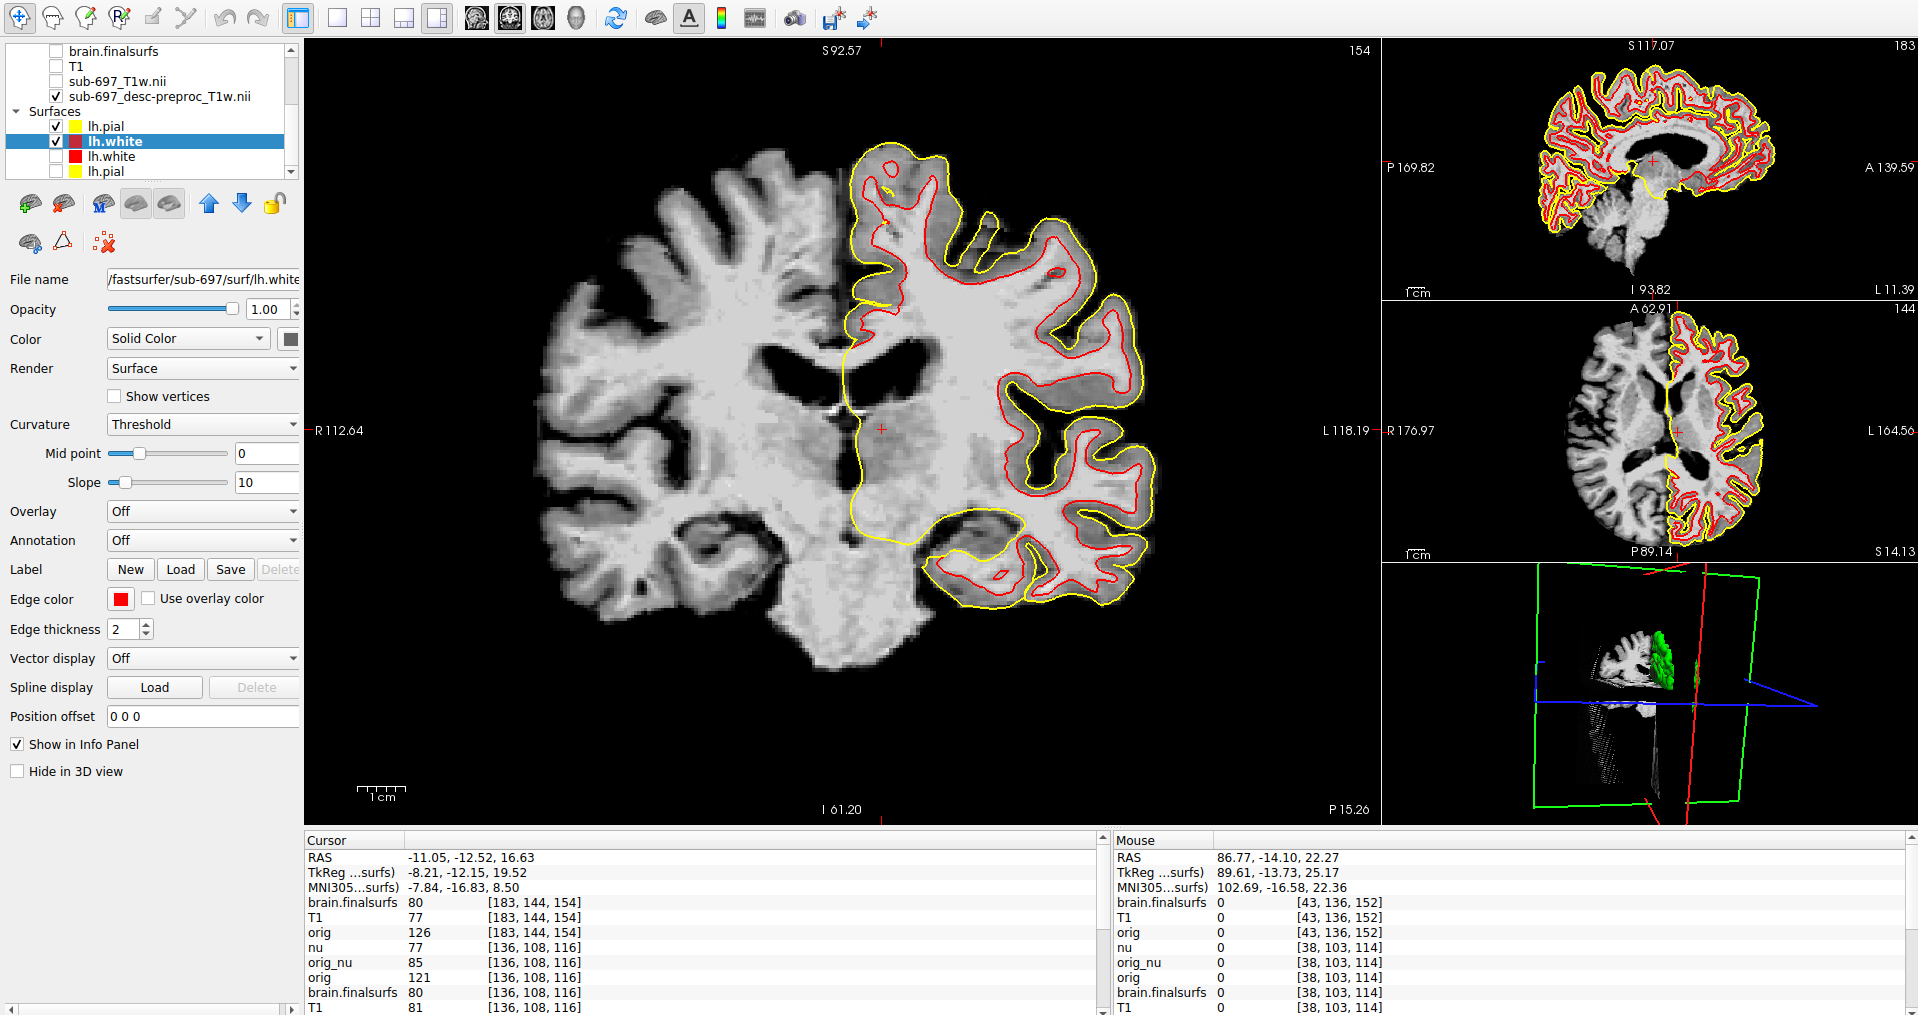 brain.finalsurfs
T1
sub-697_T1w.nii
sub-697_desc-preproc_T1w.nii
Surfaces
lh.pial
lh.white
lh.white
lh.pial
File name /fastsurfer/sub-697/surf/lh.white
Opacity 1.00
Color Solid Color
Render Surface
Show vertices
Curvature Threshold
Mid point 0
Slope 10
Overlay Off
Annotation Off
Label New Load Save Delete
Edge color Use overlay color
Edge thickness 2
Vector display Off
Spline display Load Delete
Position offset 0 0 0
Show in Info Panel
Hide in 3D view
S 92.57 154
R 112.64 L 118.19
1 cm
I 61.20 P 15.26
S 117.07 183
P 169.82 A 139.59
1 cm I 93.82 L 11.39
A 62.91 144
R 176.97 L 164.56
1 cm P 89.14 S 14.13
Cursor
RAS -11.05, -12.52, 16.63
TkReg ...surfs) -8.21, -12.15, 19.52
MNI305...surfs) -7.84, -16.83, 8.50
brain.finalsurfs 80 [183, 144, 154]
T1 77 [183, 144, 154]
orig 126 [183, 144, 154]
nu 77 [136, 108, 116]
orig_nu 85 [136, 108, 116]
orig 121 [136, 108, 116]
brain.finalsurfs 80 [136, 108, 116]
T1 81 [136, 108, 116]
Mouse
RAS 86.77, -14.10, 22.27
TkReg ...surfs) 89.61, -13.73, 25.17
MNI305...surfs) 102.69, -16.58, 22.36
brain.finalsurfs 0 [43, 136, 152]
T1 0 [43, 136, 152]
orig 0 [43, 136, 152]
nu 0 [38, 103, 114]
orig_nu 0 [38, 103, 114]
orig 0 [38, 103, 114]
brain.finalsurfs 0 [38, 103, 114]
T1 0 [38, 103, 114]